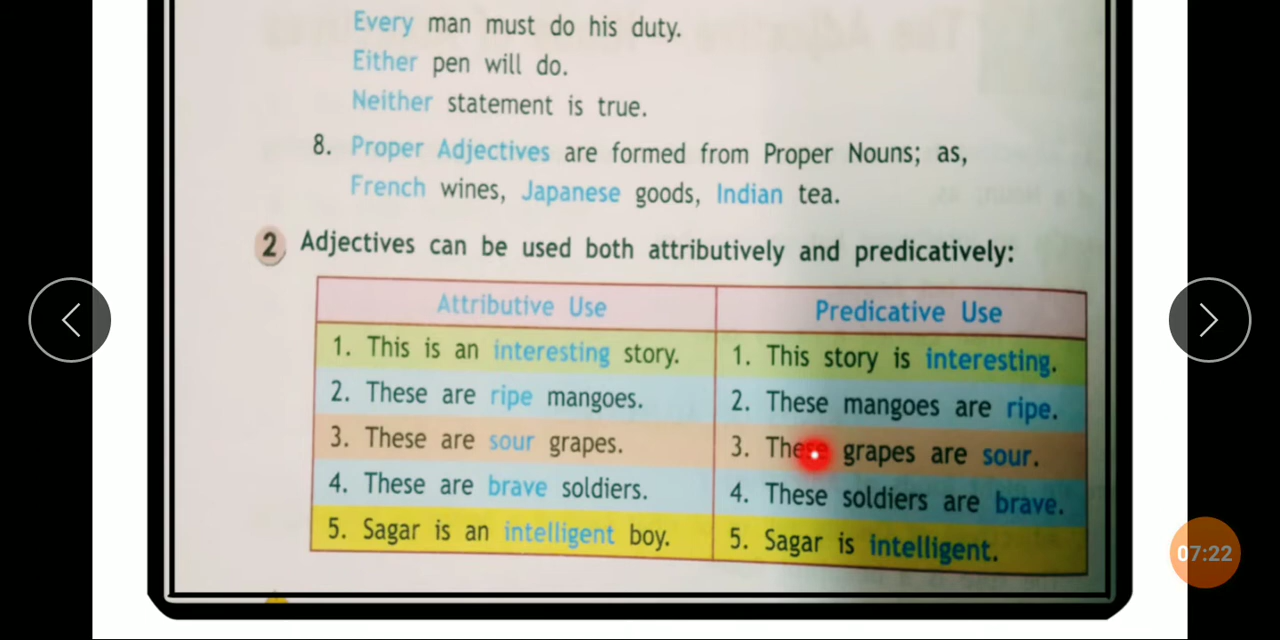 Every man must do his duty.
Either pen will do.
Neither statement is true.
8. Proper Adjectives are formed from Proper Nouns; as,
French wines, Japanese goods, Indian tea.
2 Adjectives can be used both attributively and predicatively:
Attributive Use Predicative Use
1. This is an interesting story. 1. This story is interesting.
2. These are ripe mangoes. 2. These mangoes are ripe.
3. These are sour grapes. 3. These grapes are sour.
4. These are brave soldiers. 4. These soldiers are brave.
5. Sagar is an intelligent boy. 5. Sagar is intelligent.
07:22